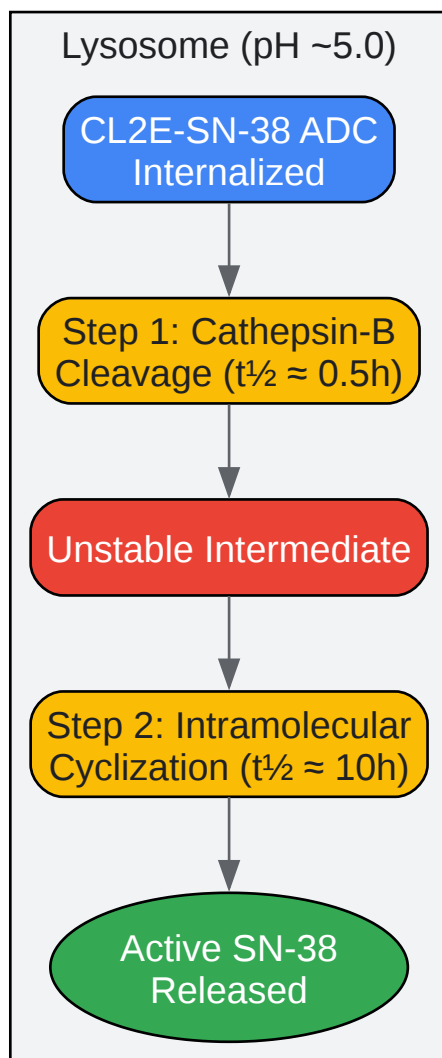 Lysosome (pH ~5.0)
CL2E-SN-38 ADC
Internalized
Step 1: Cathepsin-B
Cleavage (t½ ≈ 0.5h)
Unstable Intermediate
Step 2: Intramolecular
Cyclization (t½ ≈ 10h)
Active SN-38
Released